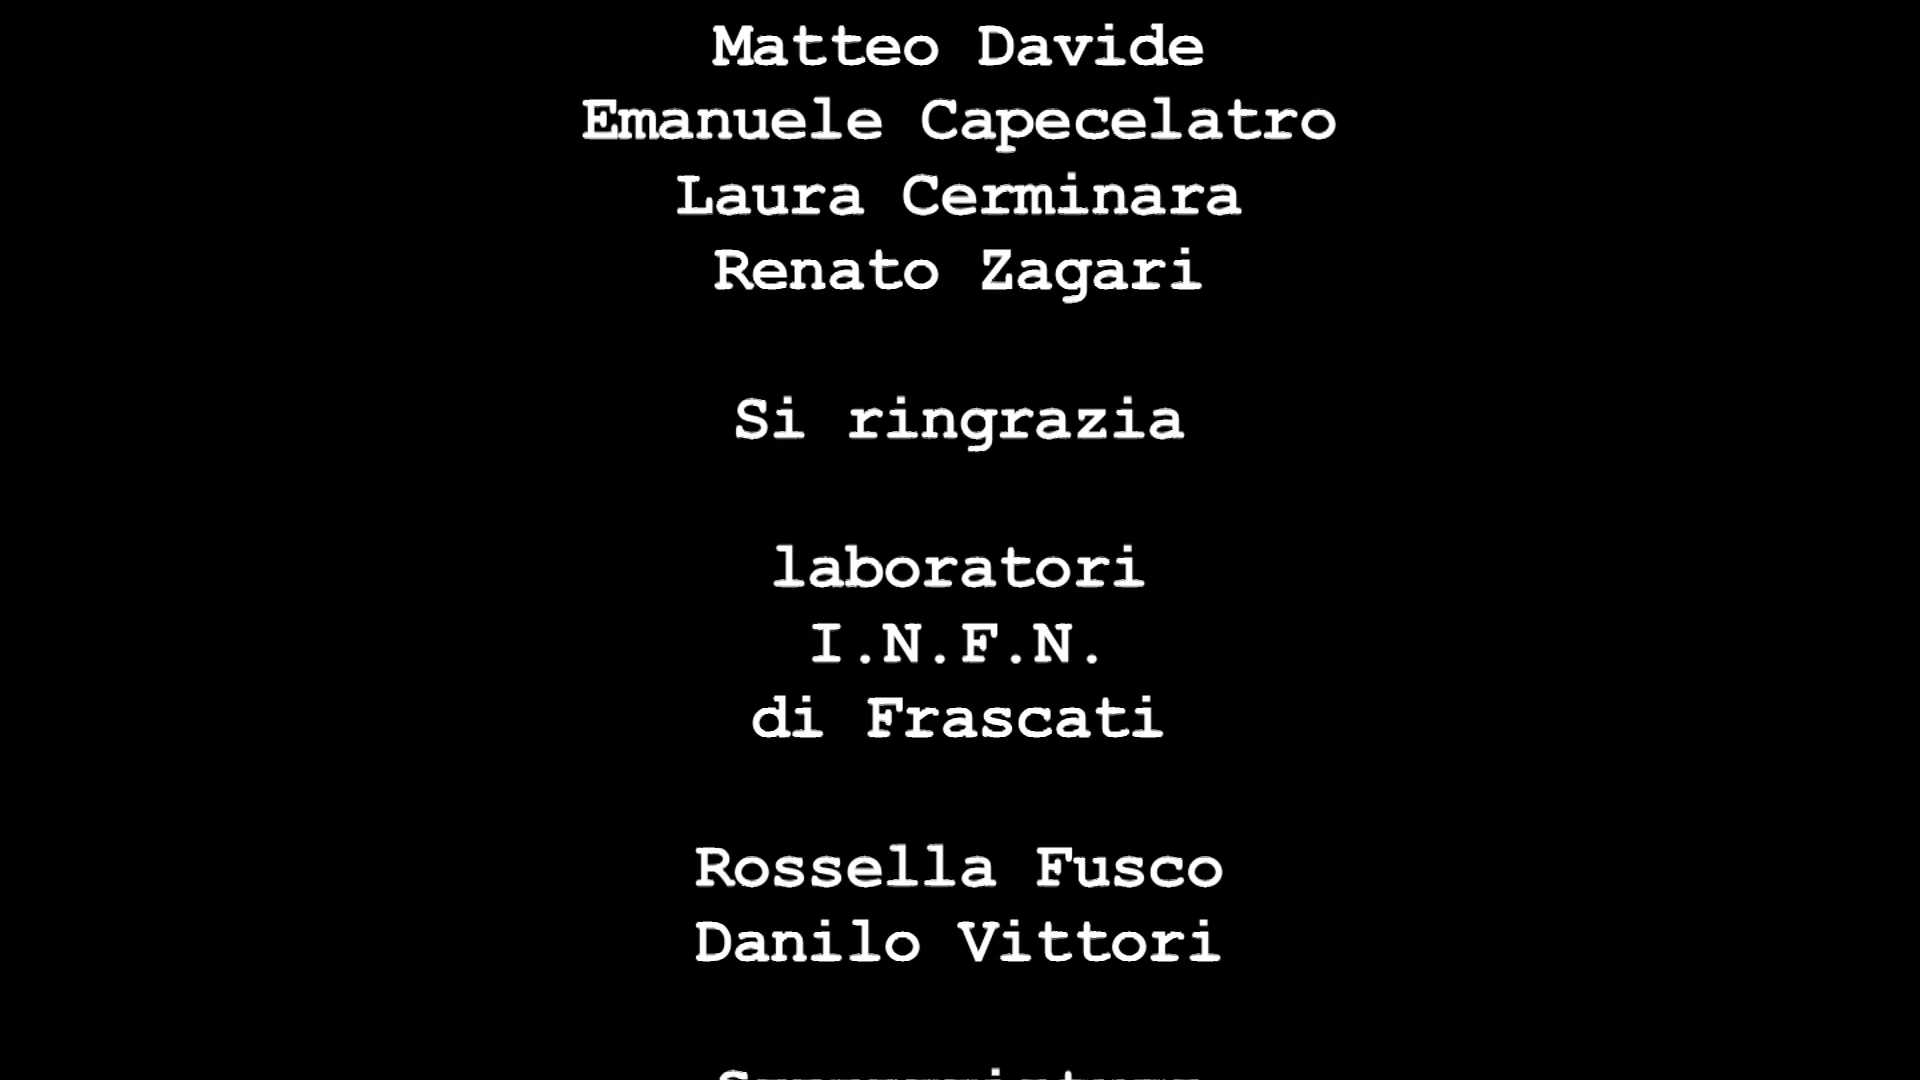 Matteo Davide
Emanuele Capecelatro
Laura Cerminara
Renato Zagari
Si ringrazia
laboratori
I.N.F.N.
di Frascati
Rossella Fusco
Danilo Vittori